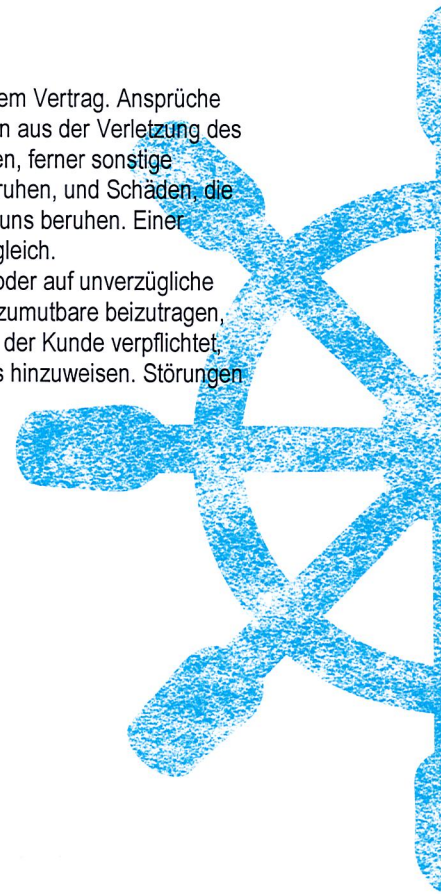 em Vertrag. Ansprüche
n aus der Verletzung des
en, ferner sonstige
ruhen, und Schäden, die
uns beruhen. Einer
gleich.
oder auf unverzügliche
zumutbare beizutragen,
der Kunde verpflichtet,
s hinzuweisen. Störungen